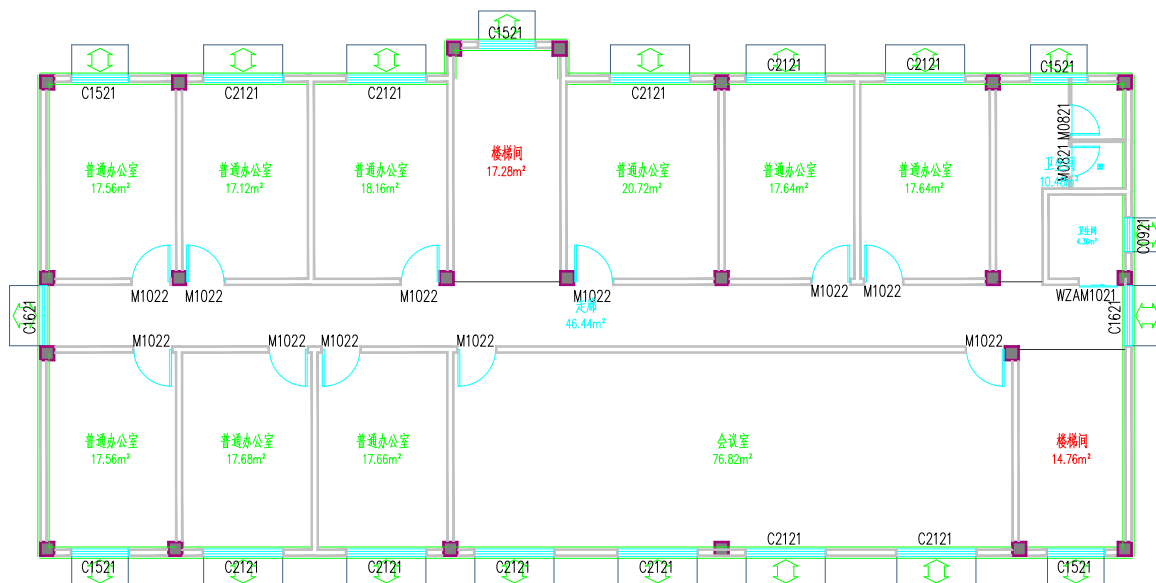 C1521
C2121
C2121
C1521
C1521
C2121
C2121
C2121
M0821
普通办公室
17.56m²
普通办公室
17.12m²
普通办公室
18.16m²
楼梯间
17.28m²
普通办公室
20.72m²
普通办公室
17.64m²
普通办公室
17.64m²
M0821
10.48m²
卫生间
4.36m²
C0921
M1022
M1022
M1022
M1022
M1022
M1022
WZAM1021
C1621
走廊
46.44m²
C1621
M1022
M1022
M1022
M1022
M1022
普通办公室
17.56m²
普通办公室
17.68m²
普通办公室
17.66m²
会议室
76.82m²
楼梯间
14.76m²
C2121
C2121
C1521
C2121
C2121
C2121
C2121
C1521